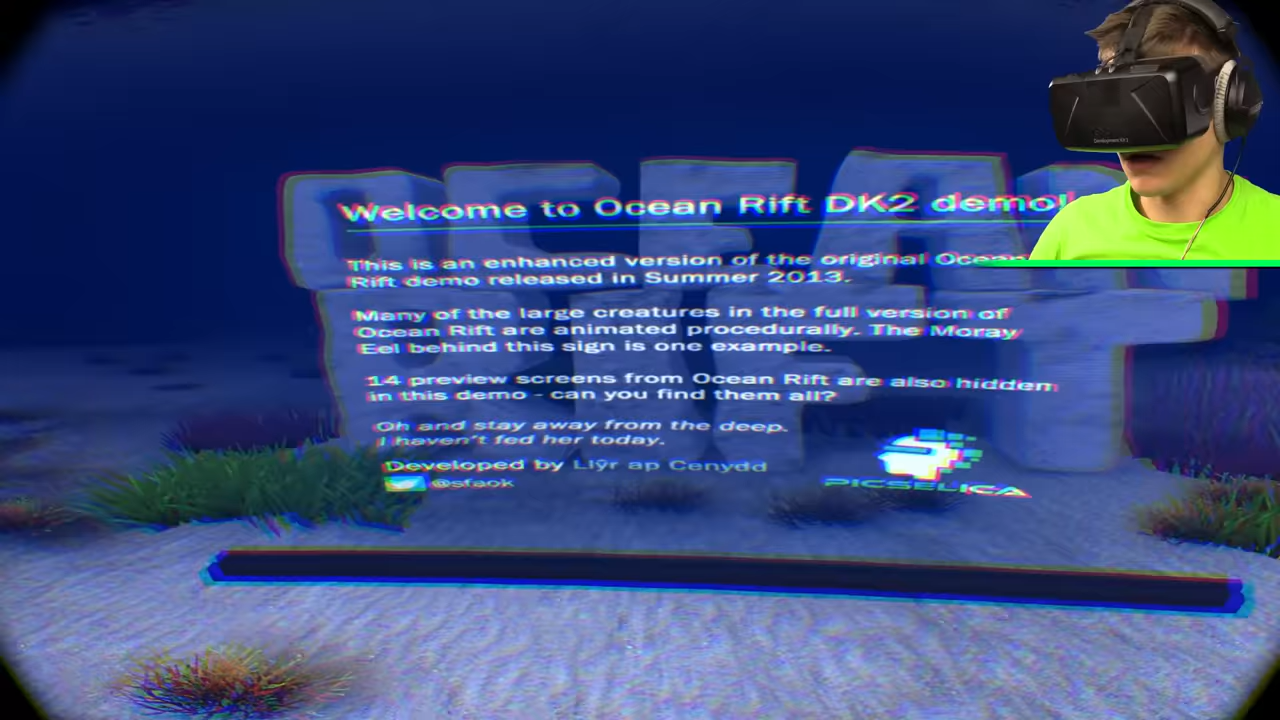 OCEAN
RIFT
Welcome to Ocean Rift DK2 demo!
This is an enhanced version of the original Ocean
Rift demo released in Summer 2013.
Many of the large creatures in the full version of
Ocean Rift are animated procedurally. The Moray
Eel behind this sign is one example.
14 preview screens from Ocean Rift are also hidden
in this demo - can you find them all?
Oh and stay away from the deep.
I haven't fed her today.
Developed by Llŷr ap Cenydd
@sfaok
PICSELICA